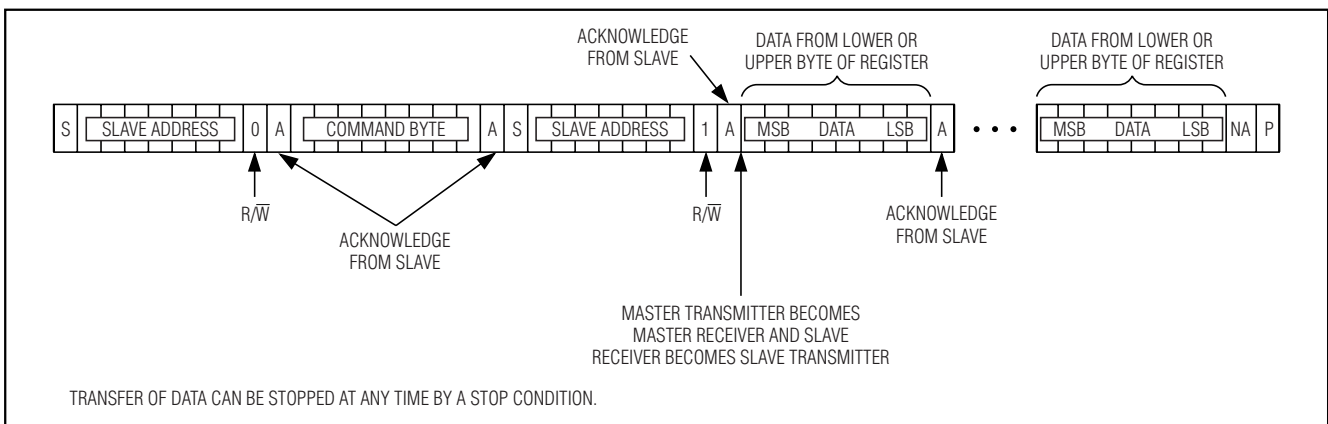 ACKNOWLEDGE
FROM SLAVE
DATA FROM LOWER OR
UPPER BYTE OF REGISTER
DATA FROM LOWER OR
UPPER BYTE OF REGISTER
S SLAVE ADDRESS 0 A COMMAND BYTE A S SLAVE ADDRESS 1 A MSB DATA LSB A • • • MSB DATA LSB NA P
R/W̅
R/W̅
ACKNOWLEDGE
FROM SLAVE
ACKNOWLEDGE
FROM SLAVE
MASTER TRANSMITTER BECOMES
MASTER RECEIVER AND SLAVE
RECEIVER BECOMES SLAVE TRANSMITTER
TRANSFER OF DATA CAN BE STOPPED AT ANY TIME BY A STOP CONDITION.